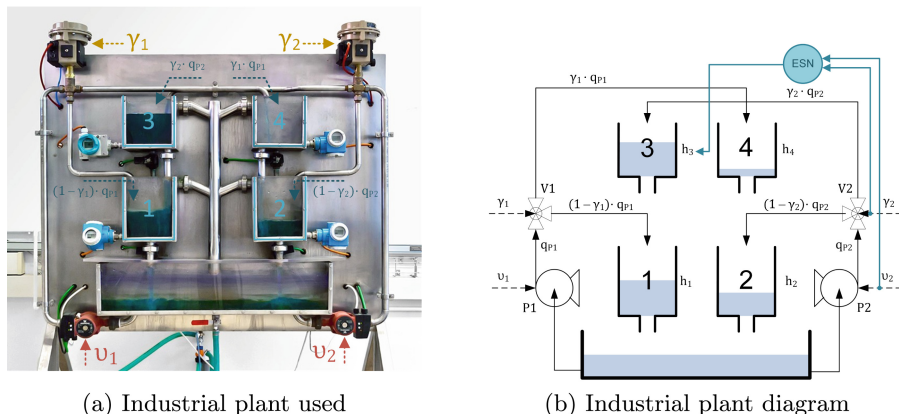 γ₁
γ₂
γ₂· qP2
γ₁· qP1
3
4
(1−γ₁)· qP1
(1−γ₂)· qP2
1
2
υ₁
υ₂
(a) Industrial plant used
ESN
γ₁· qP1
γ₂· qP2
3
h₃
4
h₄
V1
V2
γ₁
(1−γ₁)· qP1
(1−γ₂)· qP2
γ₂
qP1
qP2
υ₁
1
h₁
2
h₂
υ₂
P1
P2
(b) Industrial plant diagram